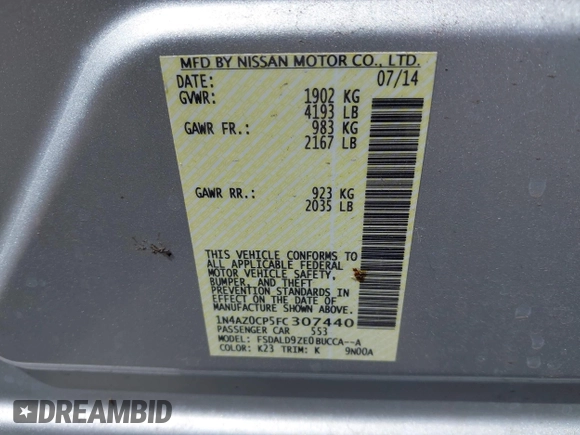 MFD BY NISSAN MOTOR CO., LTD.
DATE: 07/14
GVWR: 1902 KG
4193 LB
GAWR FR.: 983 KG
2167 LB
GAWR RR.: 923 KG
2035 LB
THIS VEHICLE CONFORMS TO
ALL APPLICABLE FEDERAL
MOTOR VEHICLE SAFETY,
BUMPER, AND THEFT
PREVENTION STANDARDS IN
EFFECT ON THE DATE OF
MANUFACTURE SHOWN ABOVE.
1N4AZ0CP5FC307440
PASSENGER CAR 553
MODEL: FSDALD9ZE0BUCCA--A
COLOR: K23 TRIM: K 9N00A
DREAMBID